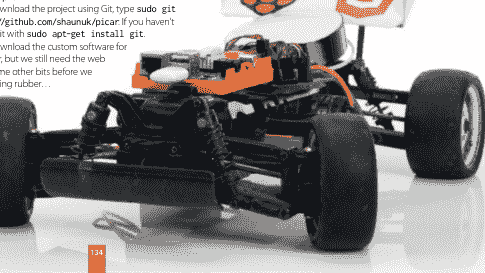 wnload the project using Git, type sudo git
//github.com/shaunuk/picar. If you haven't
it with sudo apt-get install git.
wnload the custom software for
r, but we still need the web
me other bits before we
ing rubber…
134